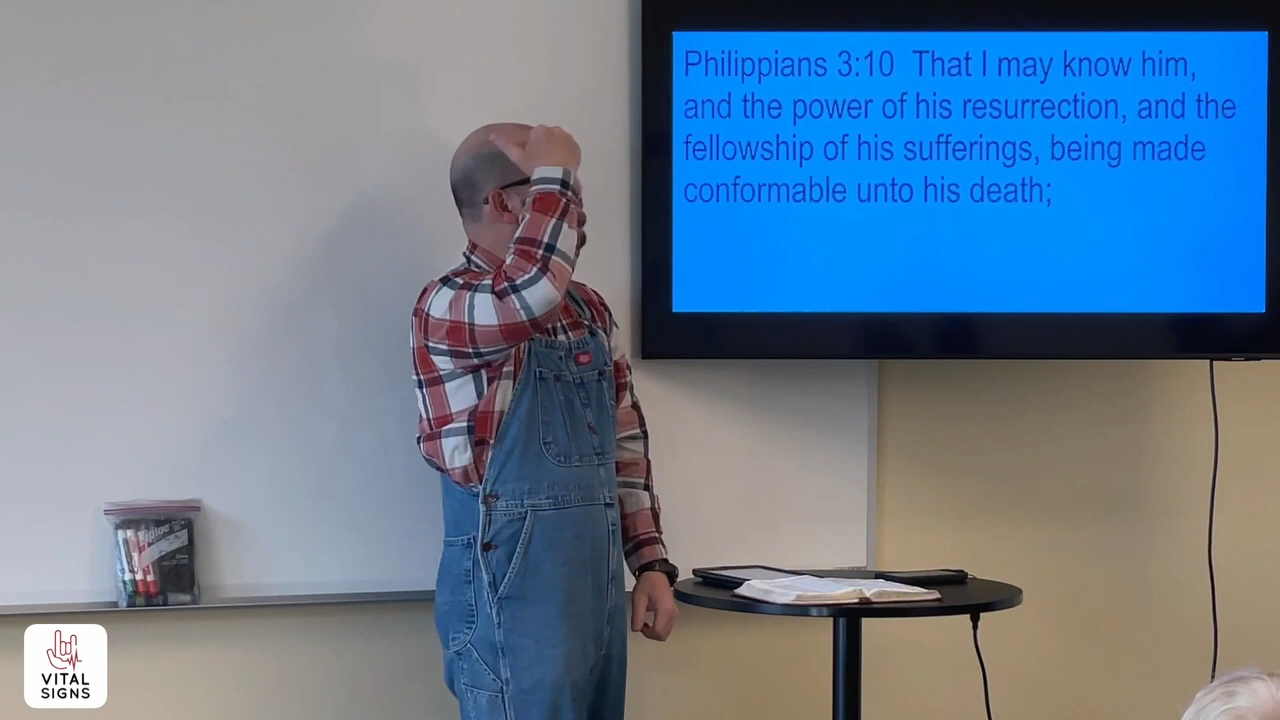 Philippians 3:10  That I may know him,
and the power of his resurrection, and the
fellowship of his sufferings, being made
conformable unto his death;
VITAL
SIGNS